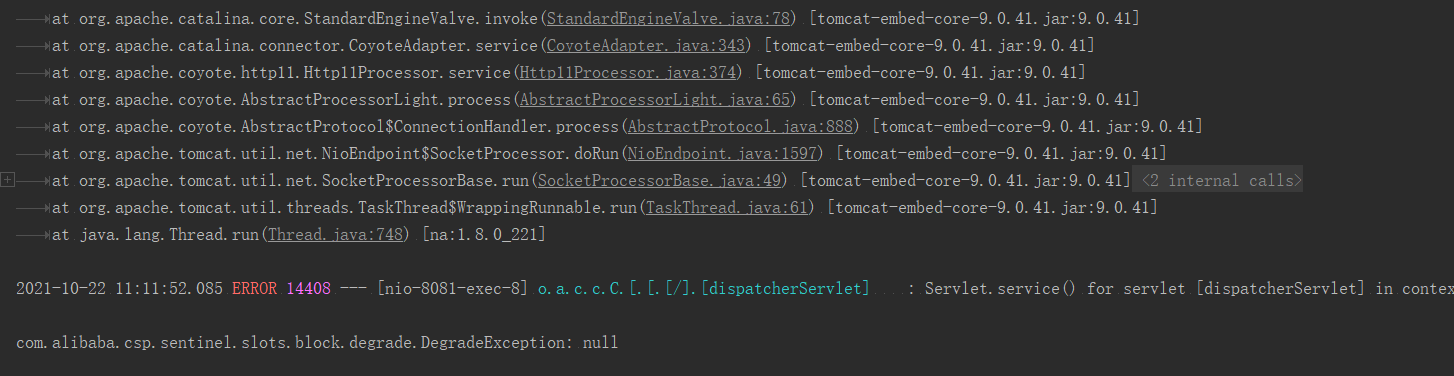 at org.apache.catalina.core.StandardEngineValve.invoke(StandardEngineValve.java:78) [tomcat-embed-core-9.0.41.jar:9.0.41]
at org.apache.catalina.connector.CoyoteAdapter.service(CoyoteAdapter.java:343) [tomcat-embed-core-9.0.41.jar:9.0.41]
at org.apache.coyote.http11.Http11Processor.service(Http11Processor.java:374) [tomcat-embed-core-9.0.41.jar:9.0.41]
at org.apache.coyote.AbstractProcessorLight.process(AbstractProcessorLight.java:65) [tomcat-embed-core-9.0.41.jar:9.0.41]
at org.apache.coyote.AbstractProtocol$ConnectionHandler.process(AbstractProtocol.java:888) [tomcat-embed-core-9.0.41.jar:9.0.41]
at org.apache.tomcat.util.net.NioEndpoint$SocketProcessor.doRun(NioEndpoint.java:1597) [tomcat-embed-core-9.0.41.jar:9.0.41]
at org.apache.tomcat.util.net.SocketProcessorBase.run(SocketProcessorBase.java:49) [tomcat-embed-core-9.0.41.jar:9.0.41] <2 internal calls>
at org.apache.tomcat.util.threads.TaskThread$WrappingRunnable.run(TaskThread.java:61) [tomcat-embed-core-9.0.41.jar:9.0.41]
at java.lang.Thread.run(Thread.java:748) [na:1.8.0_221]
2021-10-22 11:11:52.085 ERROR 14408 --- [nio-8081-exec-8] o.a.c.c.C.[.[.[/].[dispatcherServlet] : Servlet.service() for servlet [dispatcherServlet] in contex
com.alibaba.csp.sentinel.slots.block.degrade.DegradeException: null